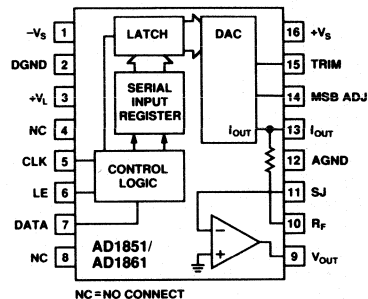 −VS 1
DGND 2
+VL 3
NC 4
CLK 5
LE 6
DATA 7
NC 8
LATCH
DAC
SERIAL
INPUT
REGISTER
CONTROL
LOGIC
IOUT
−
+
AD1851/
AD1861
16 +VS
15 TRIM
14 MSB ADJ
13 IOUT
12 AGND
11 SJ
10 RF
9 VOUT
NC = NO CONNECT